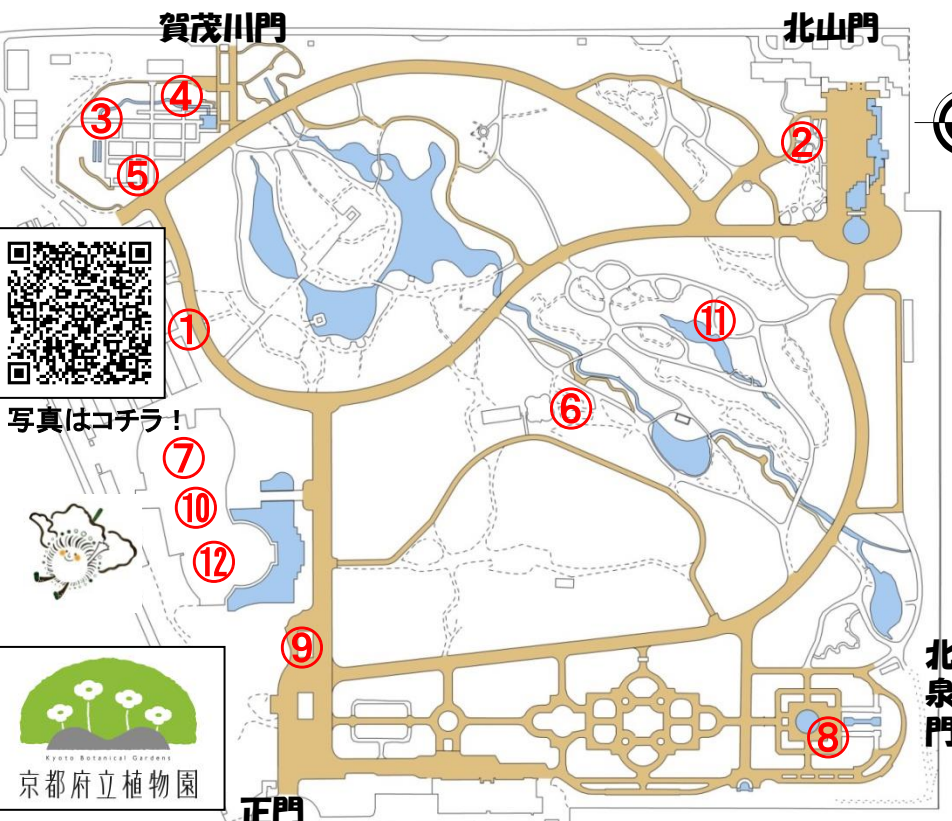 賀茂川門
北山門
④
③
②
⑤
①
⑪
写真はコチラ！
⑥
⑦
⑩
⑫
⑨
北泉門
⑧
Kyoto Botanical Gardens
京都府立植物園
正門